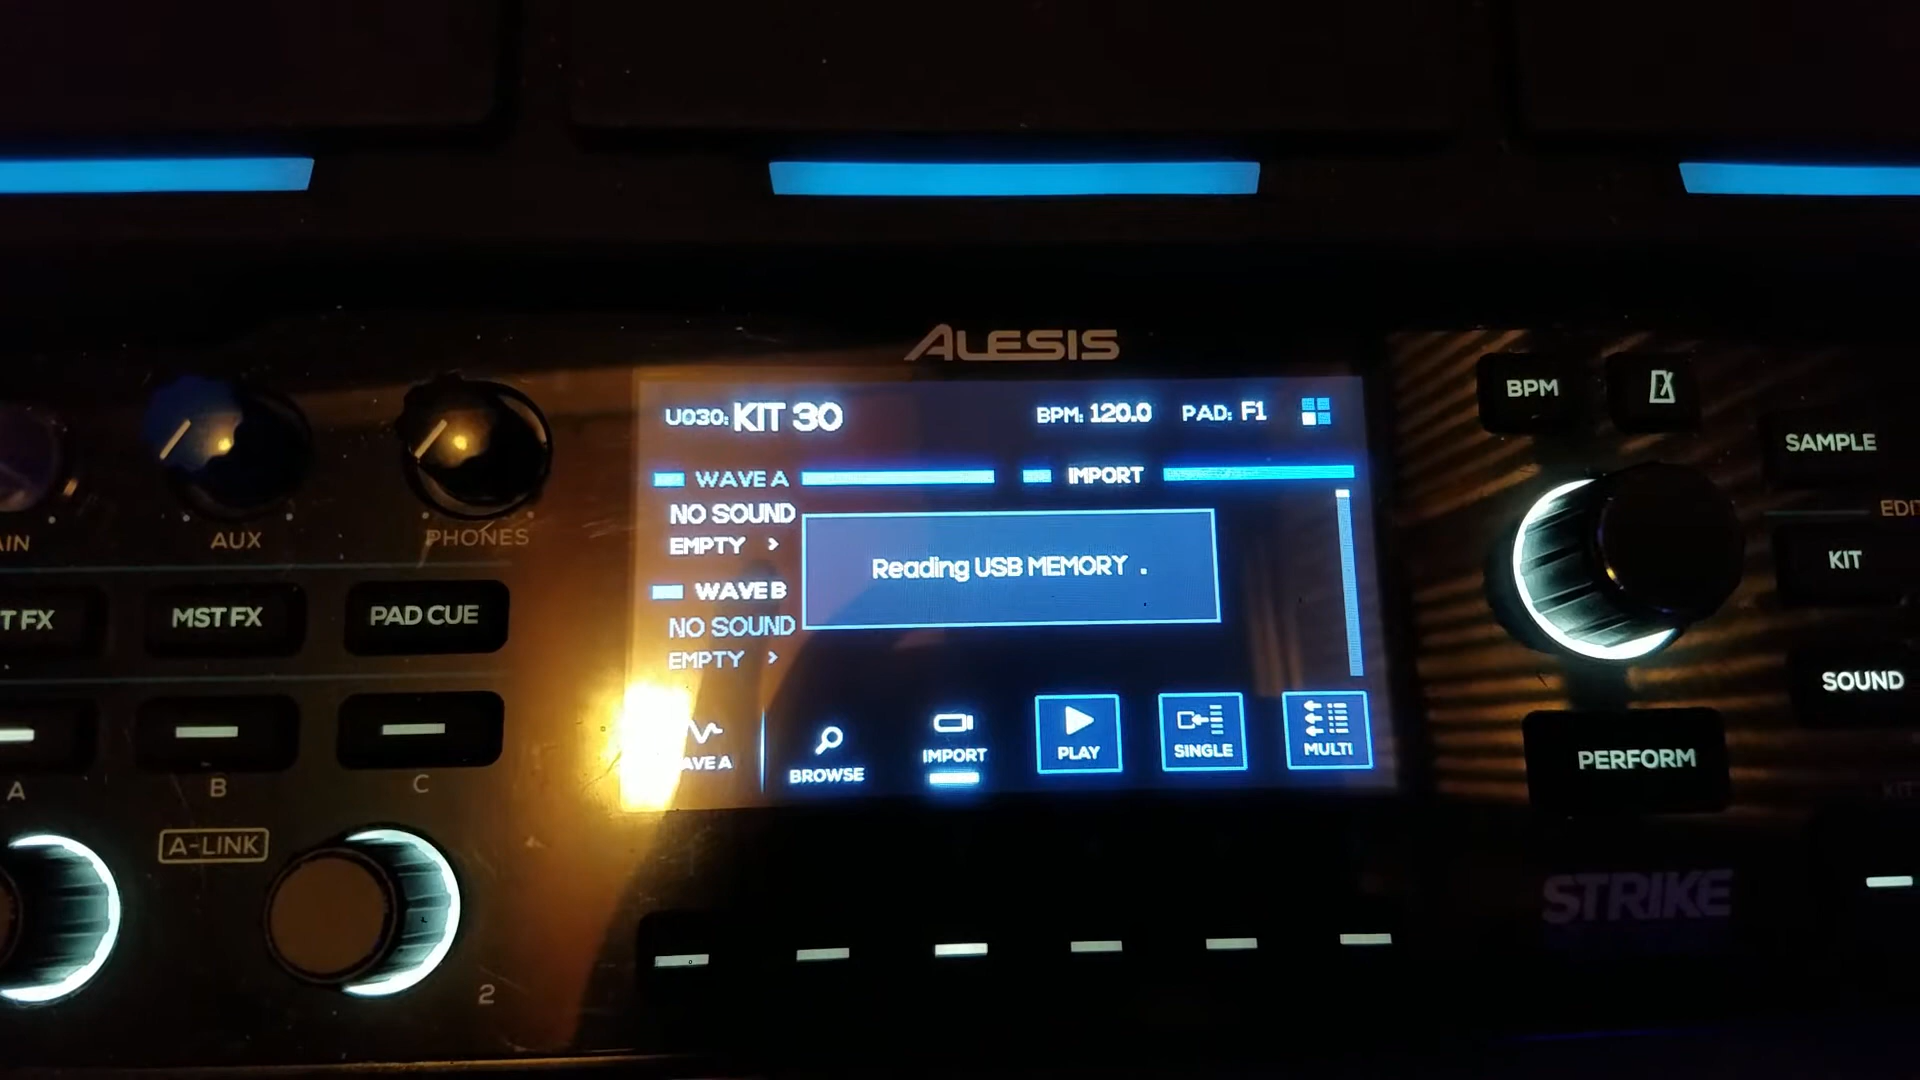 ALESIS
U030: KIT 30
BPM: 120.0
PAD: F1
WAVE A
IMPORT
NO SOUND
EMPTY >
Reading USB MEMORY .
WAVE B
NO SOUND
EMPTY >
BROWSE
IMPORT
PLAY
SINGLE
MULTI
AUX
PHONES
MST FX
PAD CUE
A
B
C
A-LINK
2
BPM
SAMPLE
KIT
SOUND
PERFORM
STRIKE